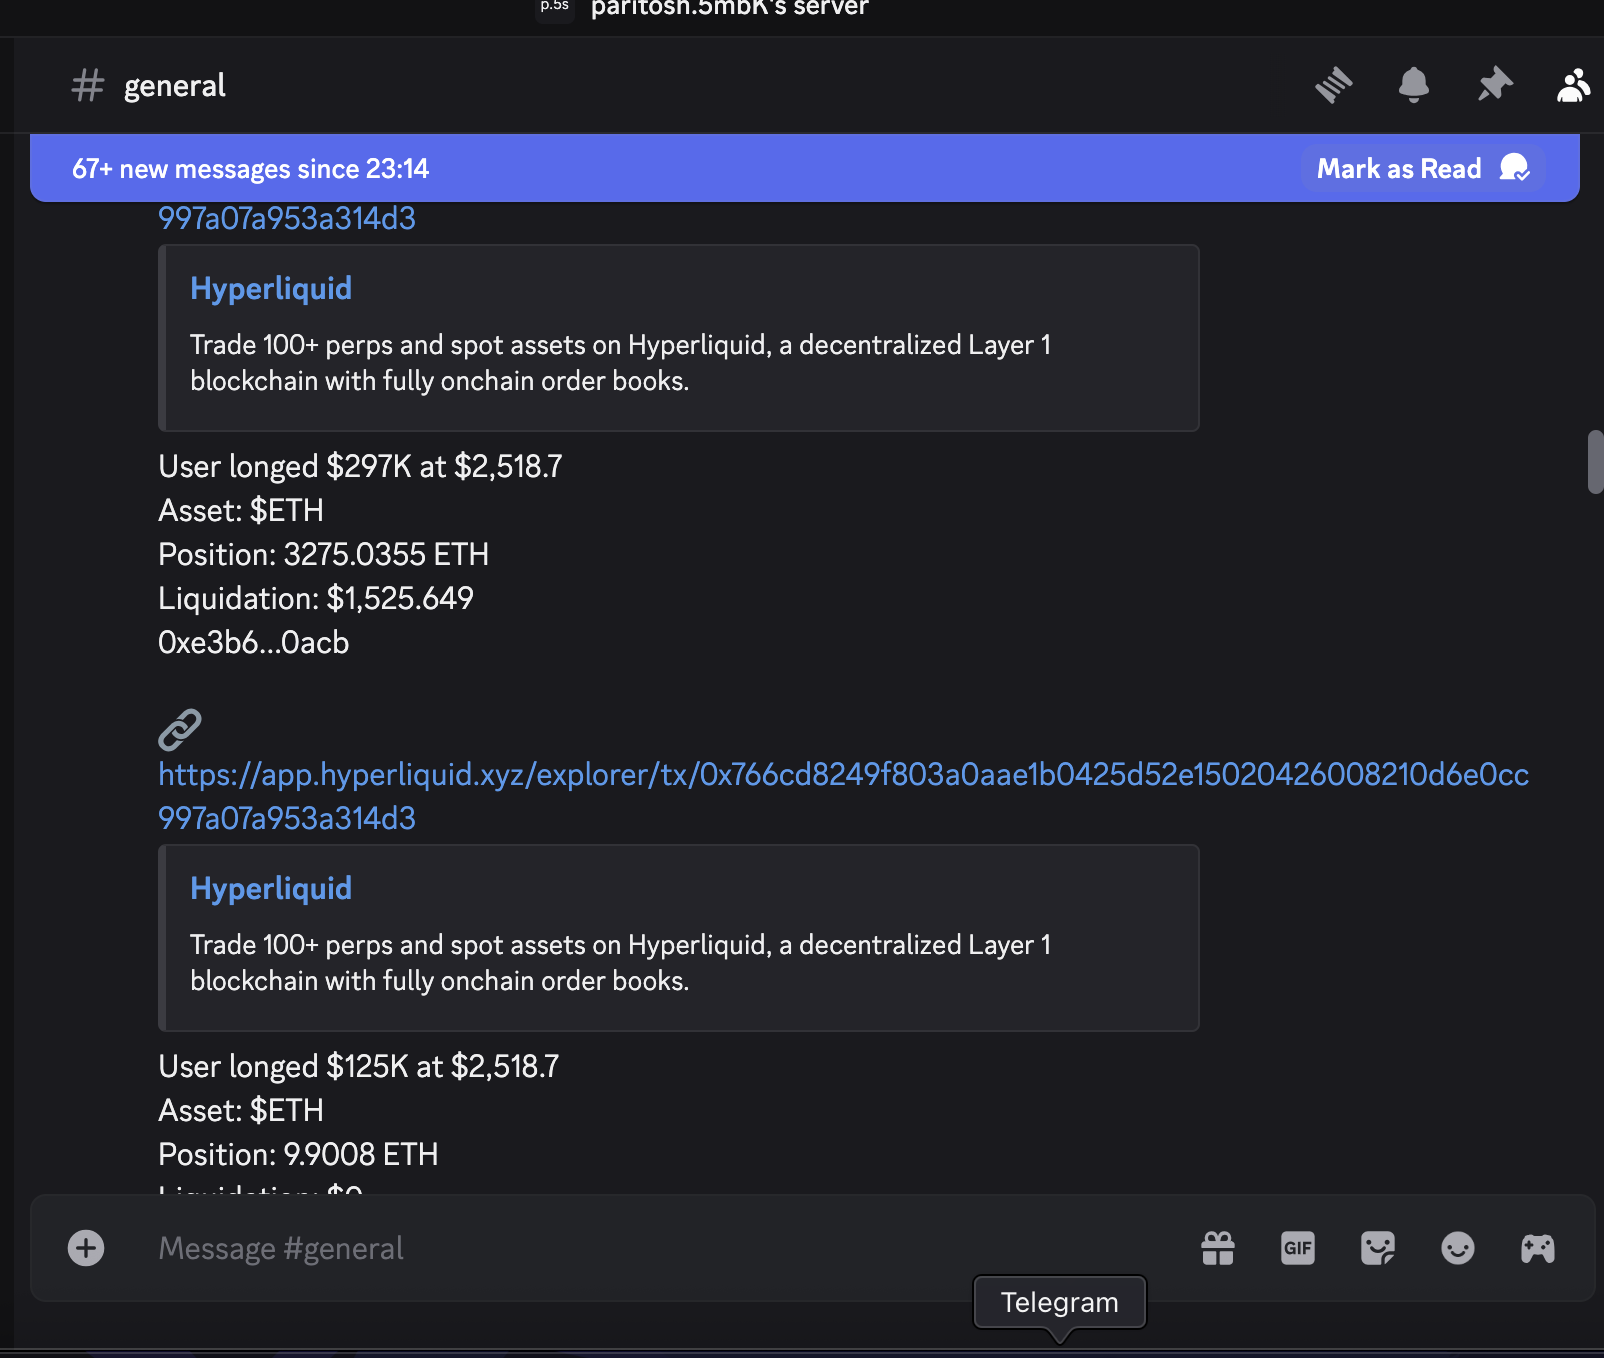 p.5s paritosh.5mbK's server
# general
67+ new messages since 23:14 Mark as Read
997a07a953a314d3
Hyperliquid
Trade 100+ perps and spot assets on Hyperliquid, a decentralized Layer 1
blockchain with fully onchain order books.
User longed $297K at $2,518.7
Asset: $ETH
Position: 3275.0355 ETH
Liquidation: $1,525.649
0xe3b6...0acb
https://app.hyperliquid.xyz/explorer/tx/0x766cd8249f803a0aae1b0425d52e15020426008210d6e0cc
997a07a953a314d3
Hyperliquid
Trade 100+ perps and spot assets on Hyperliquid, a decentralized Layer 1
blockchain with fully onchain order books.
User longed $125K at $2,518.7
Asset: $ETH
Position: 9.9008 ETH
Liquidation: $0
Message #general
GIF
Telegram